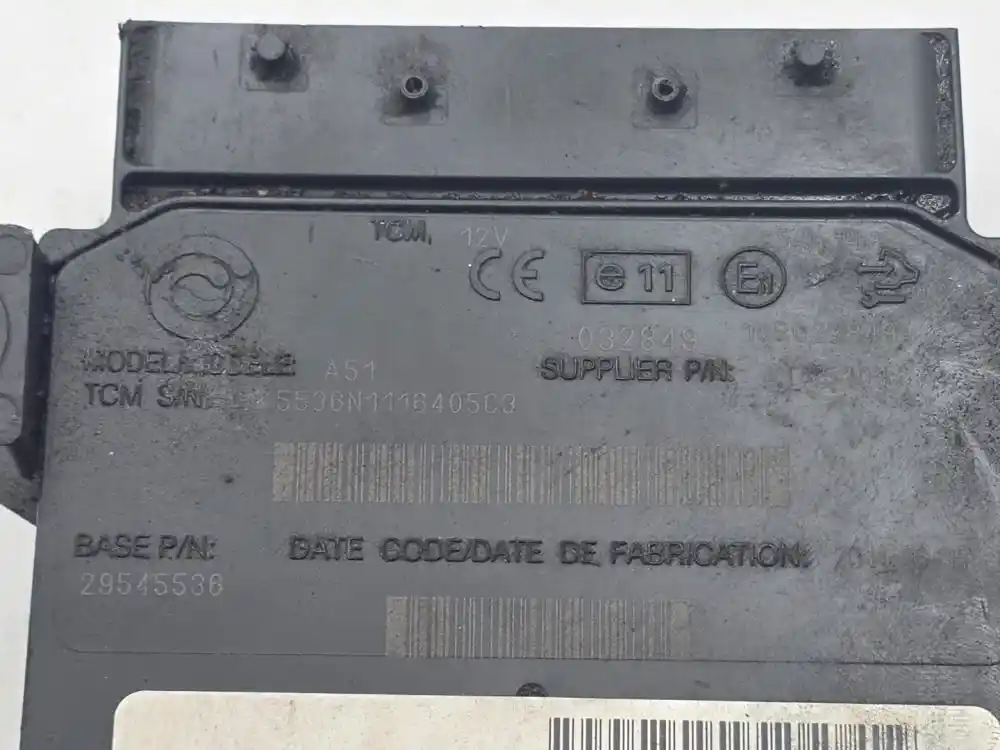 TCM, 12V
CE e 11 E11
032849
MODEL/MODELE: A51 SUPPLIER P/N:
TCM S/N: 5536N1116405C3
BASE P/N: DATE CODE/DATE DE FABRICATION:
29545536